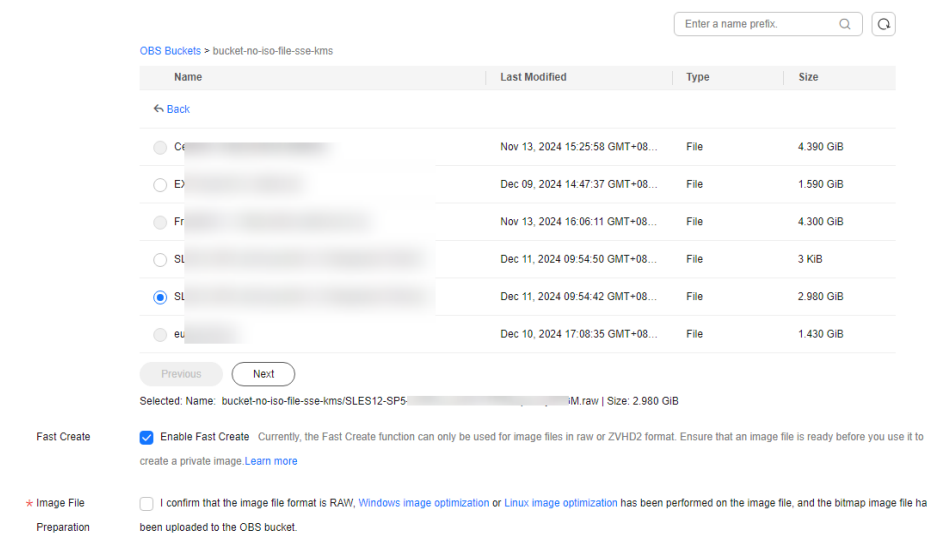 Enter a name prefix.
OBS Buckets > bucket-no-iso-file-sse-kms
Name Last Modified Type Size
Back
Nov 13, 2024 15:25:58 GMT+08... File 4.390 GiB
Dec 09, 2024 14:47:37 GMT+08... File 1.590 GiB
Fr Nov 13, 2024 16:06:11 GMT+08... File 4.300 GiB
SL Dec 11, 2024 09:54:50 GMT+08... File 3 KiB
SL Dec 11, 2024 09:54:42 GMT+08... File 2.980 GiB
eu Dec 10, 2024 17:08:35 GMT+08... File 1.430 GiB
Previous Next
Selected: Name: bucket-no-iso-file-sse-kms/SLES12-SP5- M.raw | Size: 2.980 GiB
Fast Create Enable Fast Create Currently, the Fast Create function can only be used for image files in raw or ZVHD2 format. Ensure that an image file is ready before you use it to
create a private image.Learn more
* Image File I confirm that the image file format is RAW, Windows image optimization or Linux image optimization has been performed on the image file, and the bitmap image file ha
Preparation been uploaded to the OBS bucket.